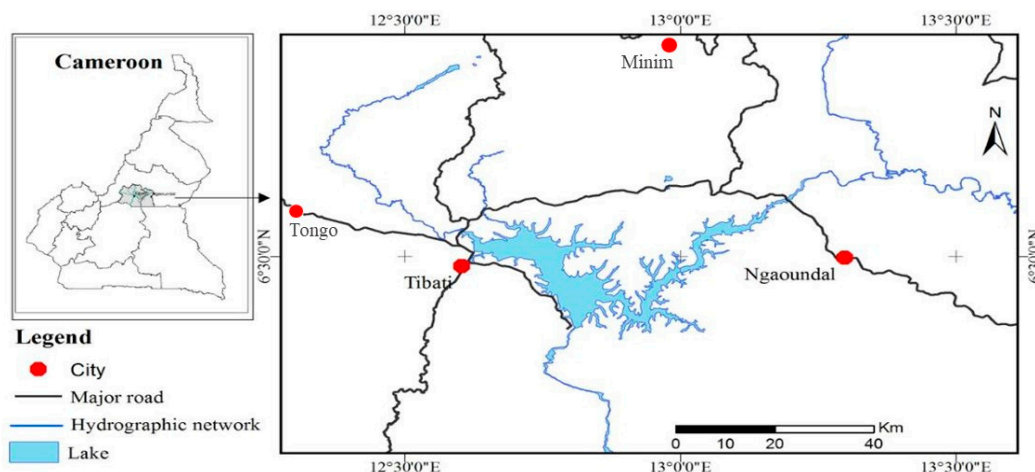 Cameroon
12°30'0"E 13°0'0"E 13°30'0"E
Minim
N
Tongo
6°30'0"N
Tibati
Ngaoundal
6°30'0"N
Legend
City
Major road
Hydrographic network
Lake
Km
0 10 20 40
12°30'0"E 13°0'0"E 13°30'0"E